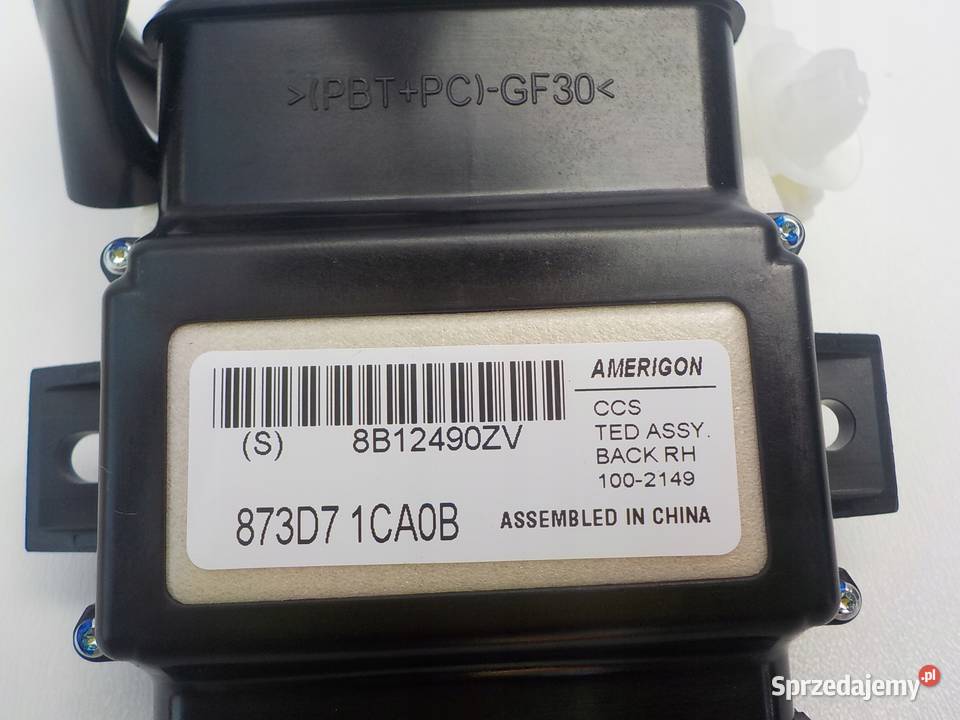 >(PBT+PC)-GF30<
AMERIGON
CCS
TED ASSY.
BACK RH
100-2149
(S) 8B12490ZV
873D7 1CA0B
ASSEMBLED IN CHINA
Sprzedajemy.pl